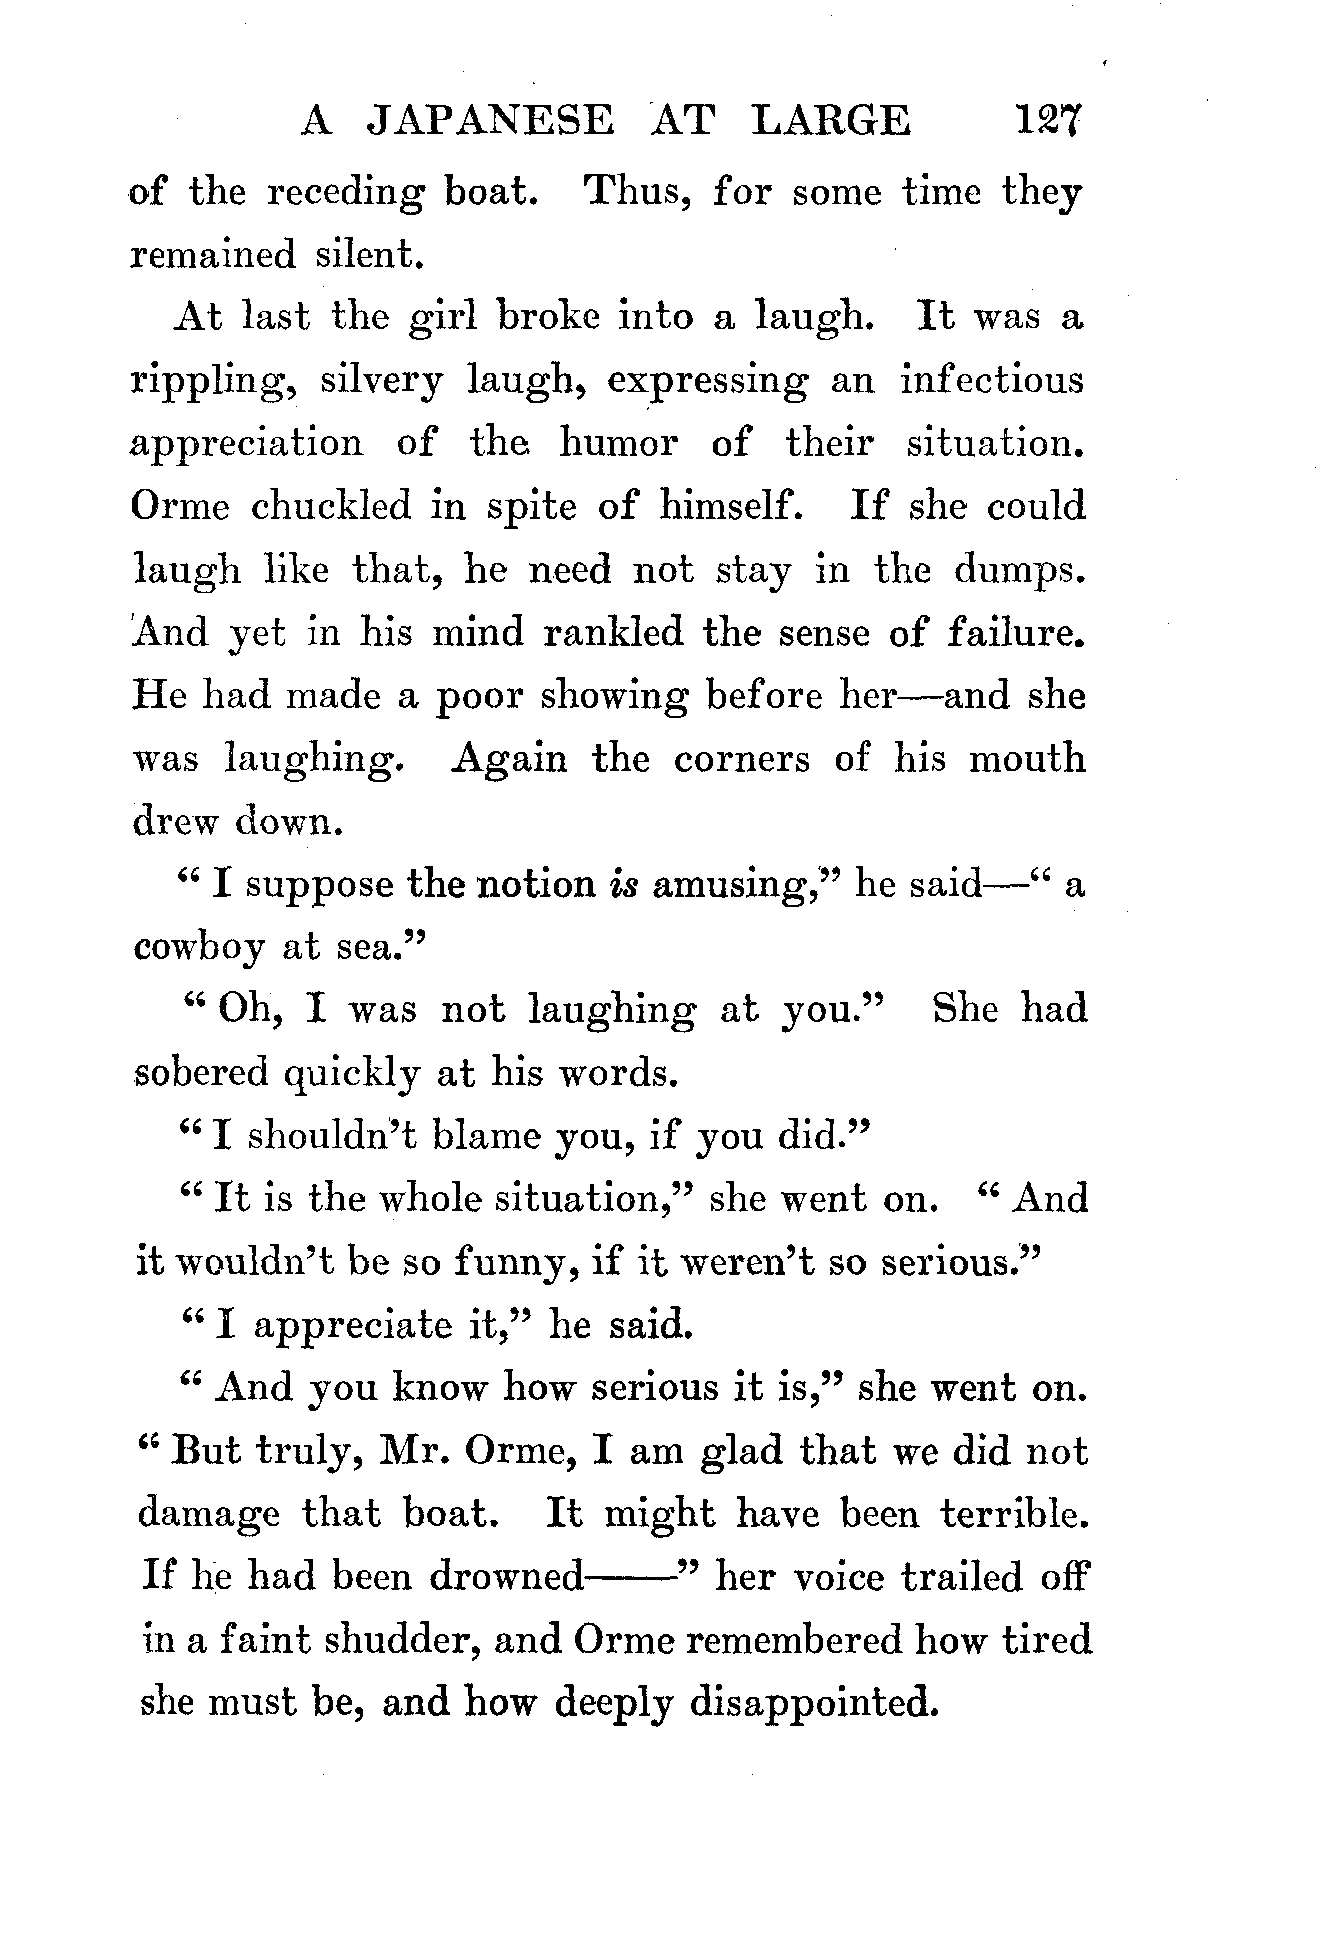 A JAPANESE AT LARGE 127
of the receding boat. Thus, for some time they
remained silent.
At last the girl broke into a laugh. It was a
rippling, silvery laugh, expressing an infectious
appreciation of the humor of their situation.
Orme chuckled in spite of himself. If she could
laugh like that, he need not stay in the dumps.
And yet in his mind rankled the sense of failure.
He had made a poor showing before her—and she
was laughing. Again the corners of his mouth
drew down.
“ I suppose the notion is amusing,” he said—“ a
cowboy at sea.”
“ Oh, I was not laughing at you.” She had
sobered quickly at his words.
“ I shouldn’t blame you, if you did.”
“ It is the whole situation,” she went on. “ And
it wouldn’t be so funny, if it weren’t so serious.”
“ I appreciate it,” he said.
“ And you know how serious it is,” she went on.
“ But truly, Mr. Orme, I am glad that we did not
damage that boat. It might have been terrible.
If he had been drowned——” her voice trailed off
in a faint shudder, and Orme remembered how tired
she must be, and how deeply disappointed.